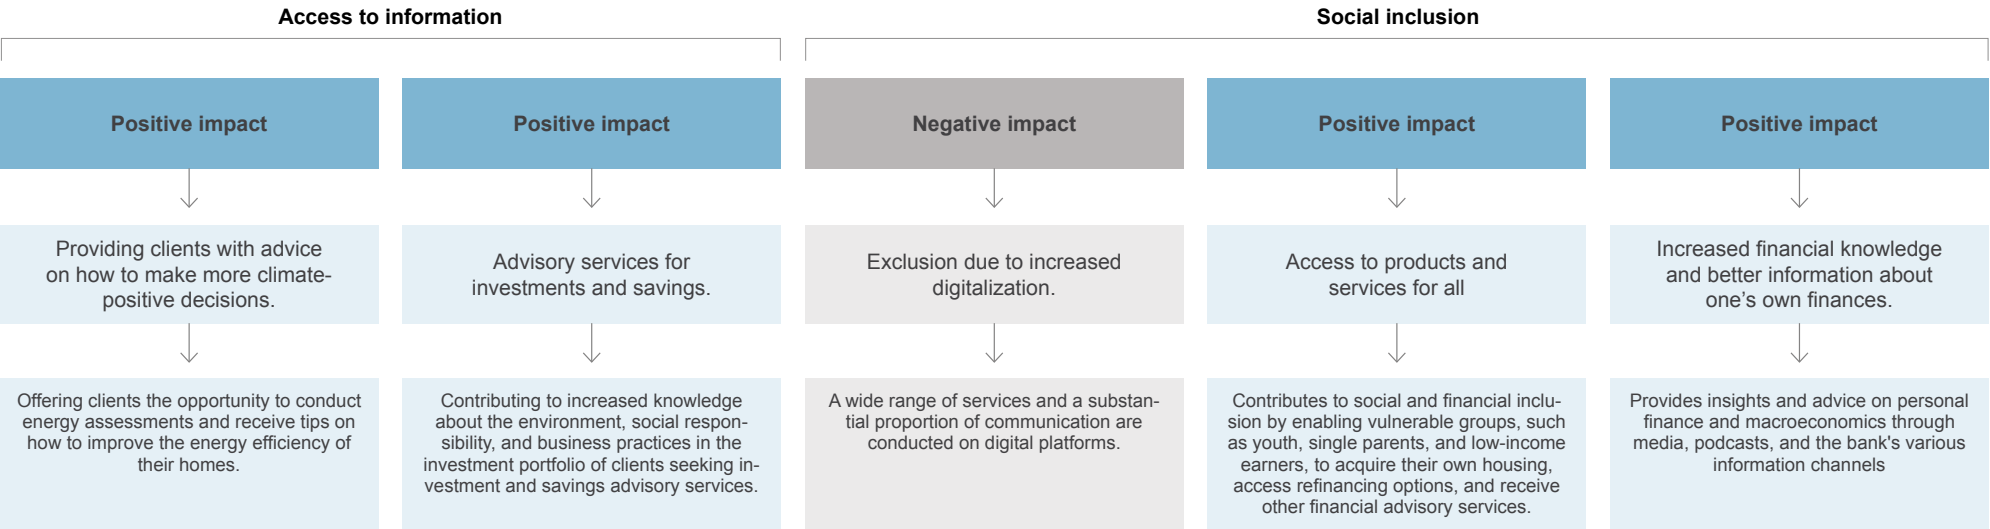 Access to information
Social inclusion
Positive impact
Positive impact
Negative impact
Positive impact
Positive impact
Providing clients with advice
on how to make more climate-
positive decisions.
Advisory services for
investments and savings.
Exclusion due to increased
digitalization.
Access to products and
services for all
Increased financial knowledge
and better information about
one’s own finances.
Offering clients the opportunity to conduct
energy assessments and receive tips on
how to improve the energy efficiency of
their homes.
Contributing to increased knowledge
about the environment, social respon-
sibility, and business practices in the
investment portfolio of clients seeking in-
vestment and savings advisory services.
A wide range of services and a substan-
tial proportion of communication are
conducted on digital platforms.
Contributes to social and financial inclu-
sion by enabling vulnerable groups, such
as youth, single parents, and low-income
earners, to acquire their own housing,
access refinancing options, and receive
other financial advisory services.
Provides insights and advice on personal
finance and macroeconomics through
media, podcasts, and the bank's various
information channels